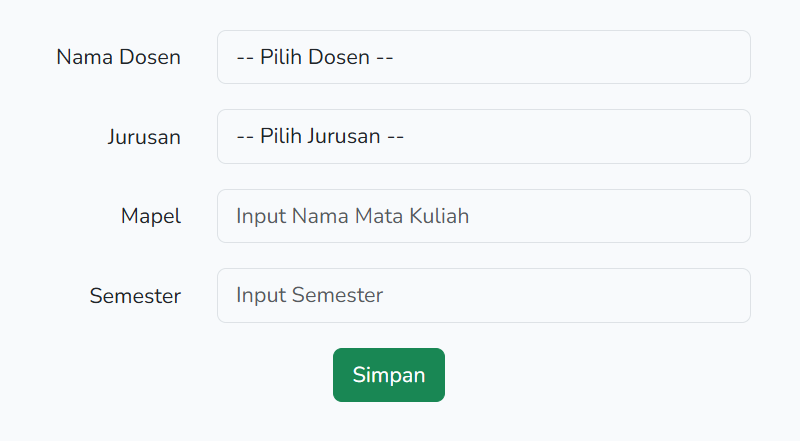 Nama Dosen
-- Pilih Dosen --
Jurusan
-- Pilih Jurusan --
Mapel
Input Nama Mata Kuliah
Semester
Input Semester
Simpan